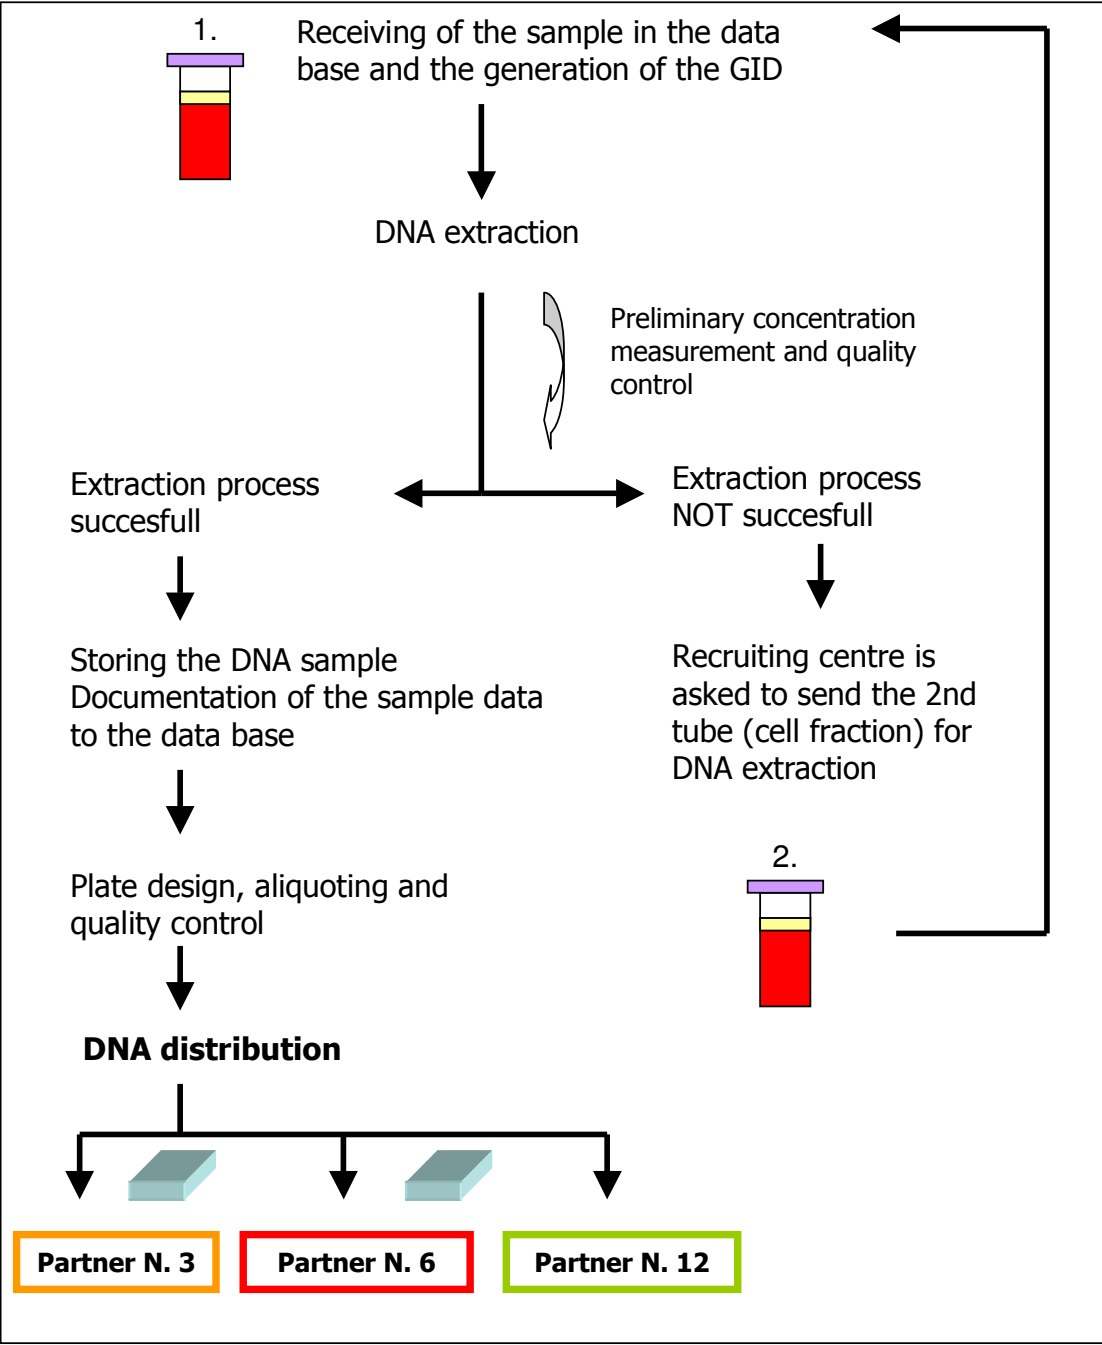 1.
Receiving of the sample in the data
base and the generation of the GID
DNA extraction
Preliminary concentration
measurement and quality
control
Extraction process
succesfull
Extraction process
NOT succesfull
Storing the DNA sample
Documentation of the sample data
to the data base
Recruiting centre is
asked to send the 2nd
tube (cell fraction) for
DNA extraction
2.
Plate design, aliquoting and
quality control
DNA distribution
Partner N. 3
Partner N. 6
Partner N. 12